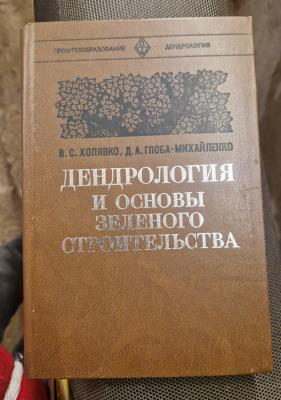 ПРОФТЕХОБРАЗОВАНИЕ ДЕНДРОЛОГИЯ
В. С. ХОЛЯВКО, Д. А. ГЛОБА-МИХАЙЛЕНКО
ДЕНДРОЛОГИЯ
И ОСНОВЫ
ЗЕЛЕНОГО
СТРОИТЕЛЬСТВА